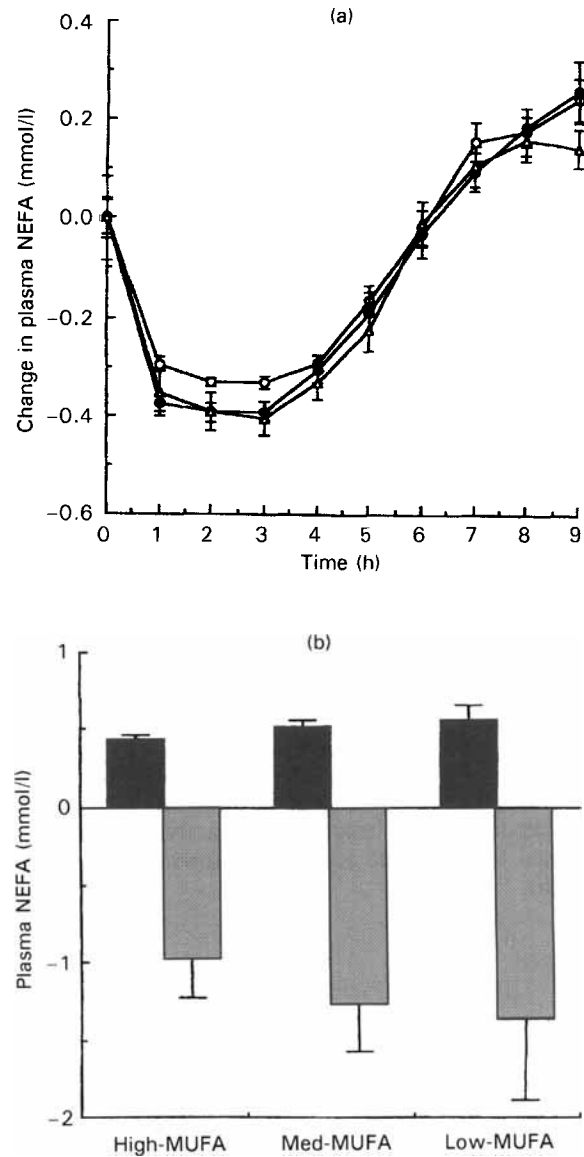 (a)
Change in plasma NEFA (mmol/l)
0.4
0.2
0.0
−0.2
−0.4
−0.6
0 1 2 3 4 5 6 7 8 9
Time (h)
(b)
Plasma NEFA (mmol/l)
1
0
−1
−2
High-MUFA Med-MUFA Low-MUFA